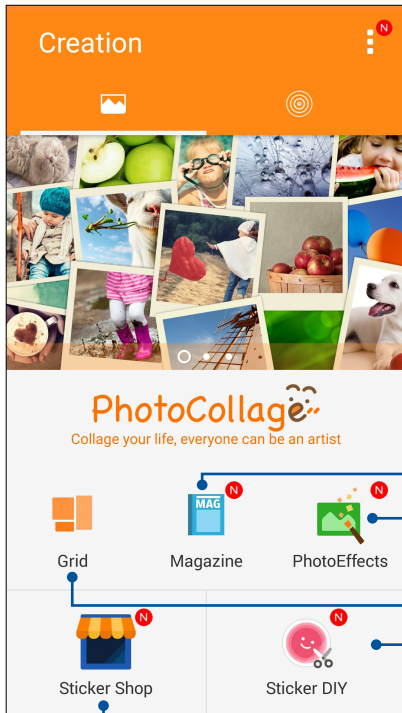 Creation
N
PhotoCollage
Collage your life, everyone can be an artist
MAG
N
N
Grid
Magazine
PhotoEffects
N
N
Sticker Shop
Sticker DIY